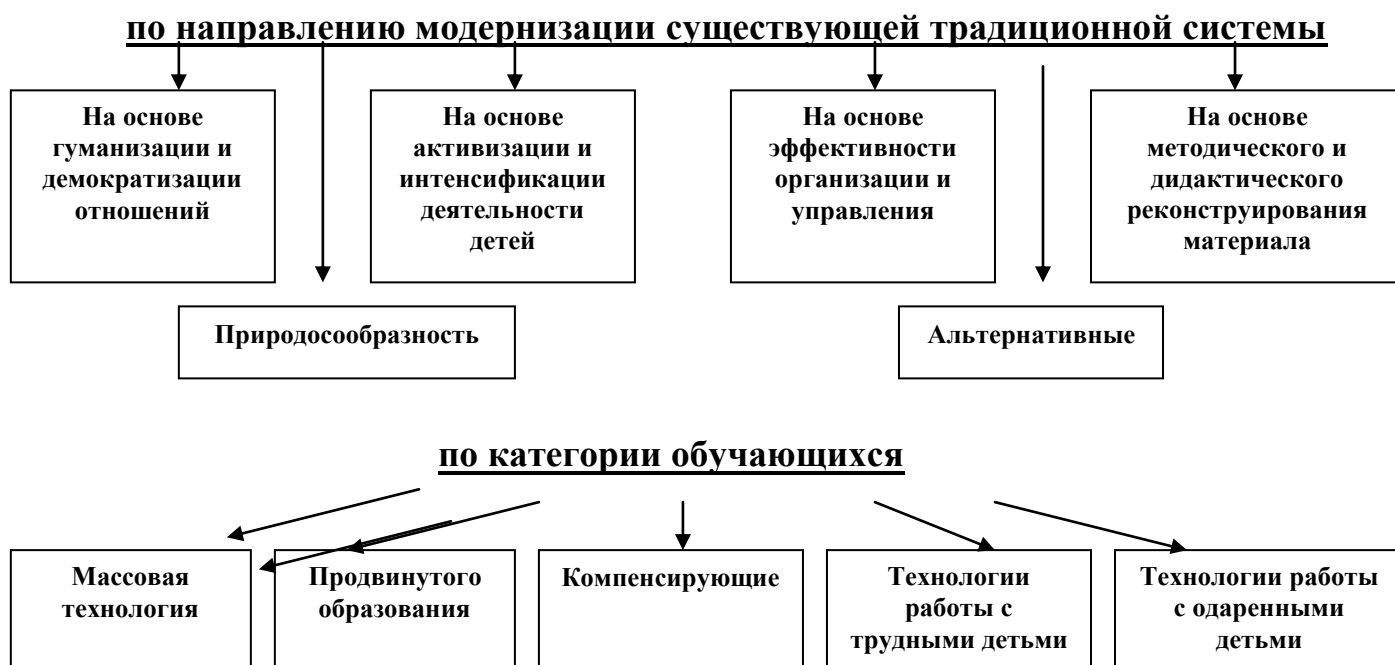 по направлению модернизации существующей традиционной системы
На основе
гуманизации и
демократизации
отношений
На основе
активизации и
интенсификации
деятельности
детей
На основе
эффективности
организации и
управления
На основе
методического и
дидактического
реконструирования
материала
Природосообразность
Альтернативные
по категории обучающихся
Массовая
технология
Продвинутого
образования
Компенсирующие
Технологии
работы с
трудными детьми
Технологии работы
с одаренными
детьми